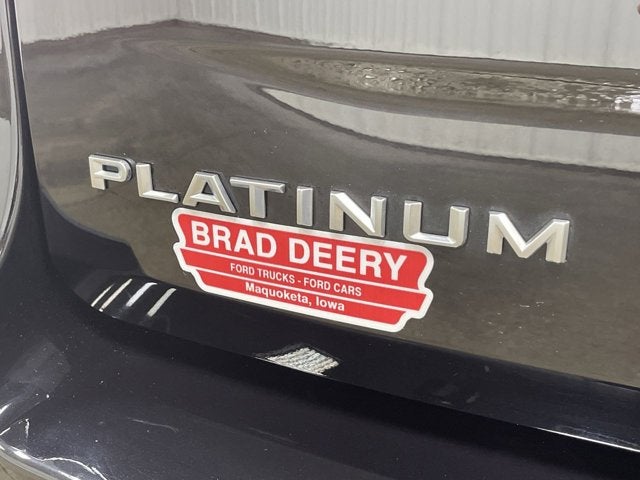 PLATINUM
BRAD DEERY
FORD TRUCKS - FORD CARS
Maquoketa, Iowa